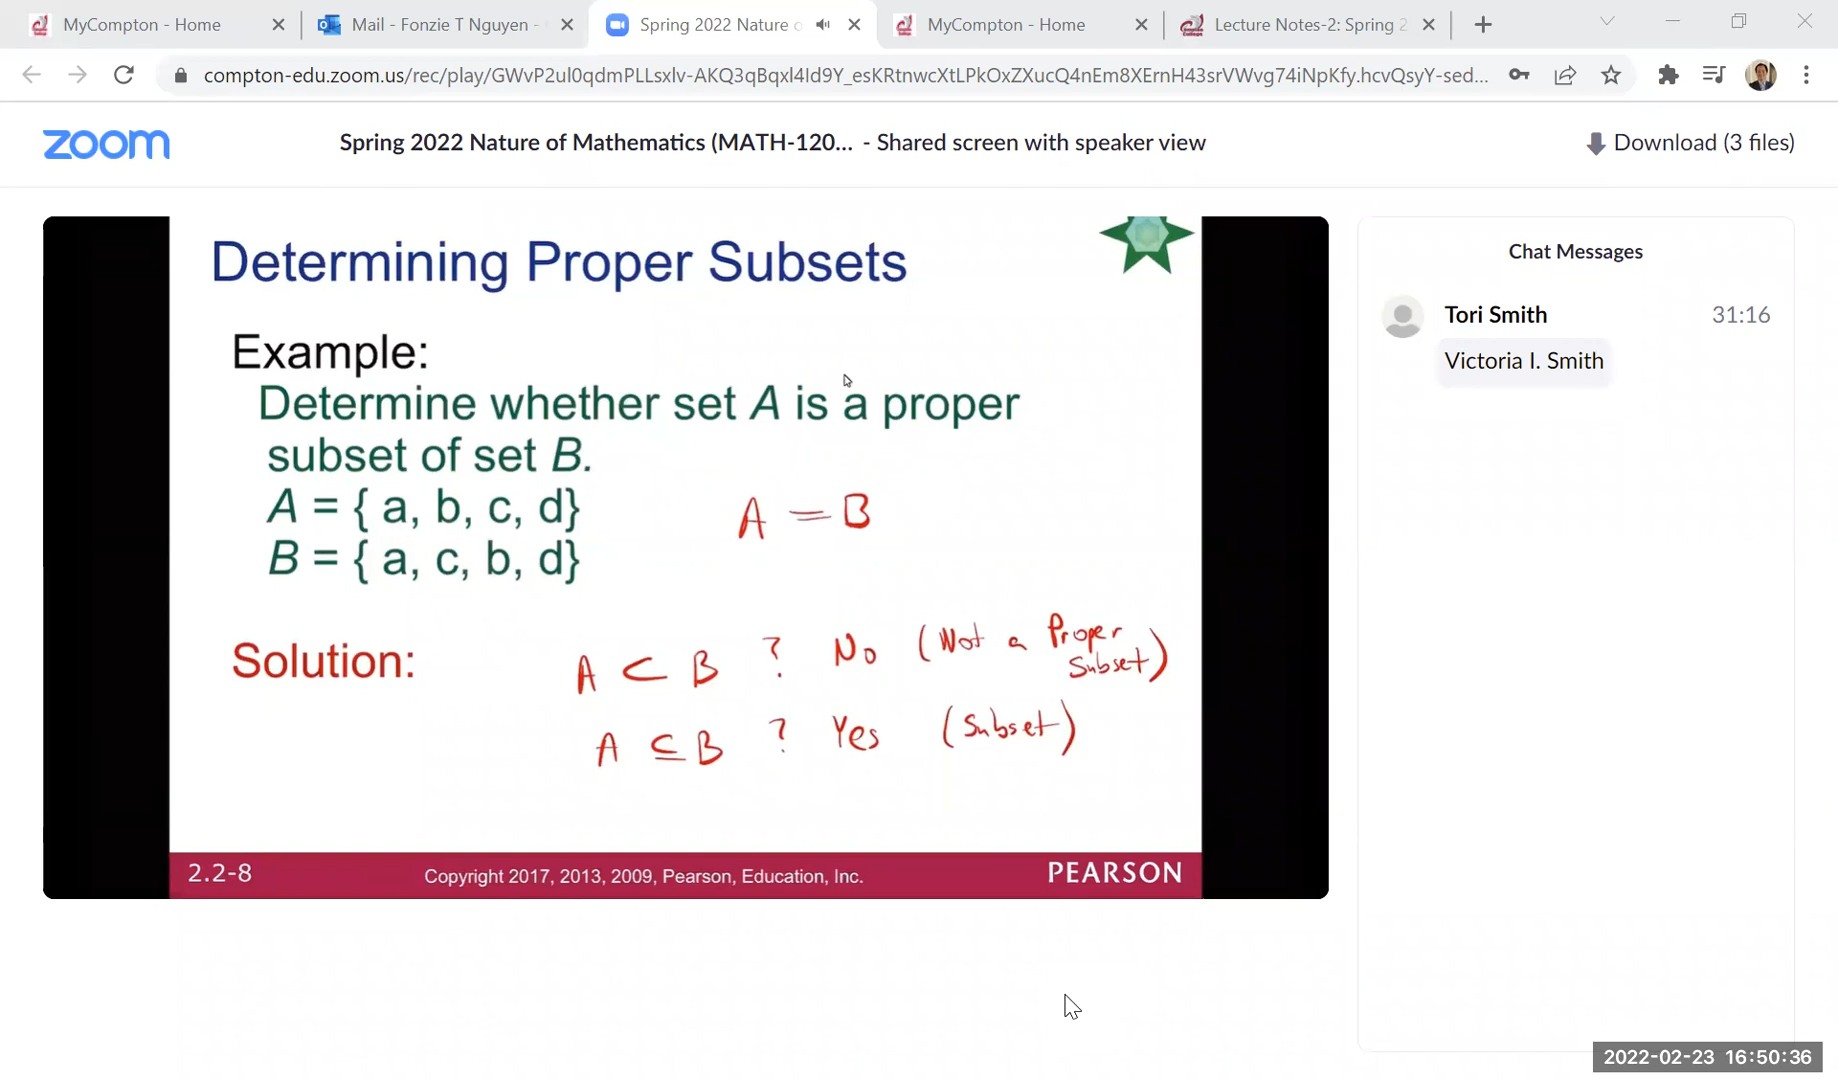 MyCompton - Home
Mail - Fonzie T Nguyen -
Spring 2022 Nature o
MyCompton - Home
Lecture Notes-2: Spring 2
compton-edu.zoom.us/rec/play/GWvP2ul0qdmPLLsxlv-AKQ3qBqxl4Id9Y_esKRtnwcXtLPkOxZXucQ4nEm8XErnH43srVWvg74iNpKfy.hcvQsyY-sed...
zoom
Spring 2022 Nature of Mathematics (MATH-120... - Shared screen with speaker view
Download (3 files)
Determining Proper Subsets
Example:
Determine whether set A is a proper
subset of set B.
A = { a, b, c, d}
B = { a, c, b, d}
A = B
Solution:
A ⊂ B ? No (Not a Proper Subset)
A ⊆ B ? Yes (Subset)
2.2-8
Copyright 2017, 2013, 2009, Pearson, Education, Inc.
PEARSON
Chat Messages
Tori Smith 31:16
Victoria I. Smith
2022-02-23 16:50:36